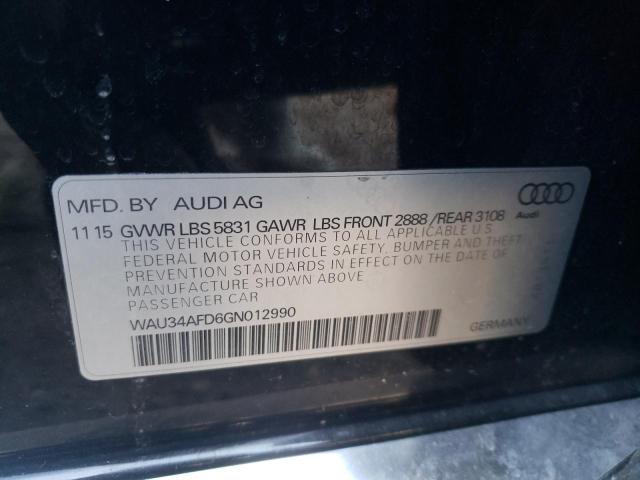 MFD. BY AUDI AG
11 15 GVWR LBS 5831 GAWR LBS FRONT 2888 /REAR 3108
Audi
THIS VEHICLE CONFORMS TO ALL APPLICABLE U.S
FEDERAL MOTOR VEHICLE SAFETY, BUMPER AND THEFT
PREVENTION STANDARDS IN EFFECT ON THE DATE OF
MANUFACTURE SHOWN ABOVE
PASSENGER CAR
WAU34AFD6GN012990
GERMANY